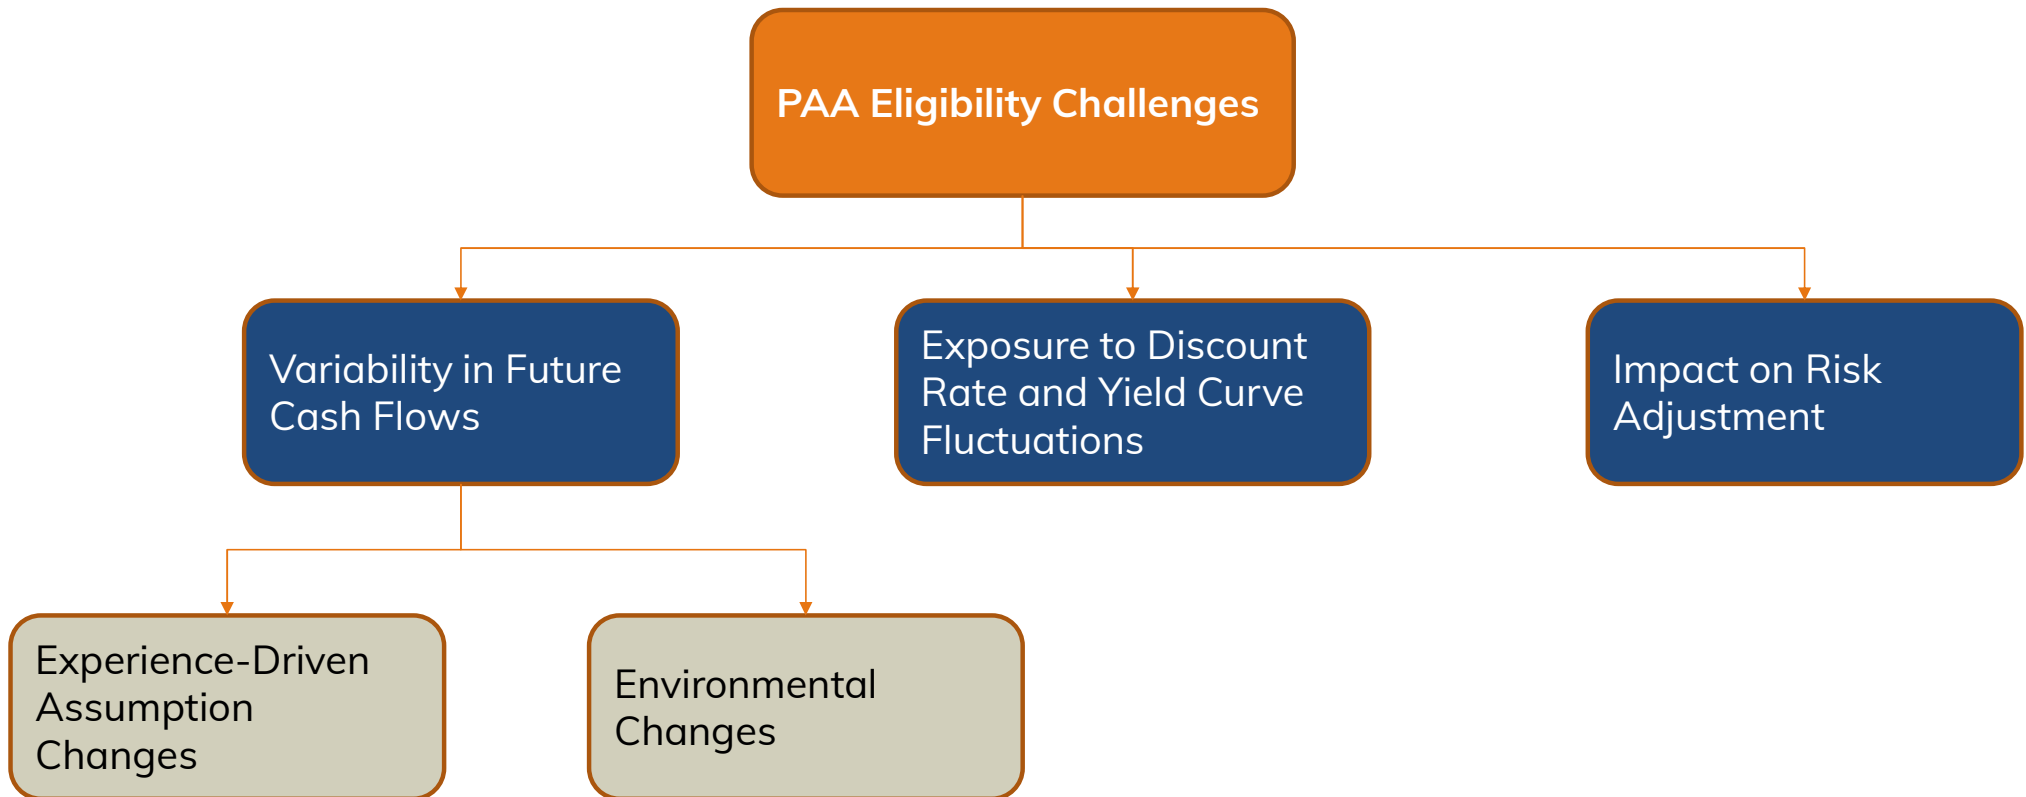 PAA Eligibility Challenges
Variability in Future
Cash Flows
Exposure to Discount
Rate and Yield Curve
Fluctuations
Impact on Risk
Adjustment
Experience-Driven
Assumption
Changes
Environmental
Changes